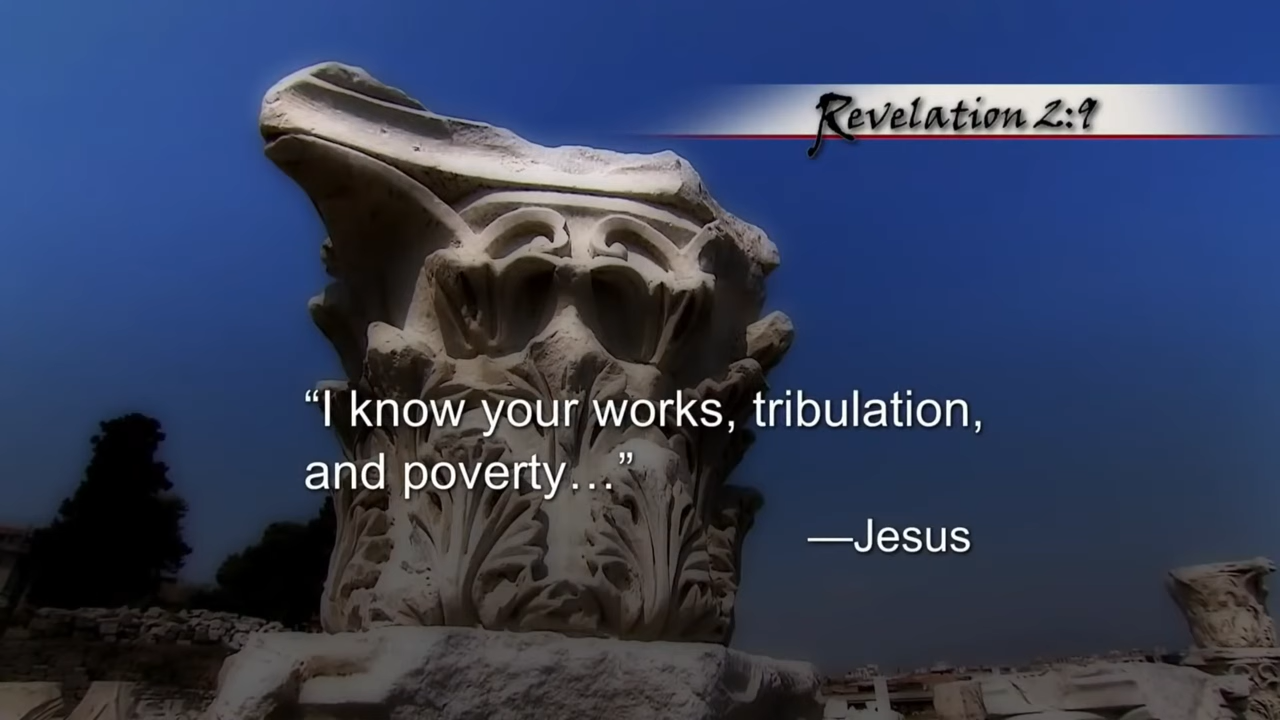 Revelation 2:9
“I know your works, tribulation,
and poverty…”
—Jesus